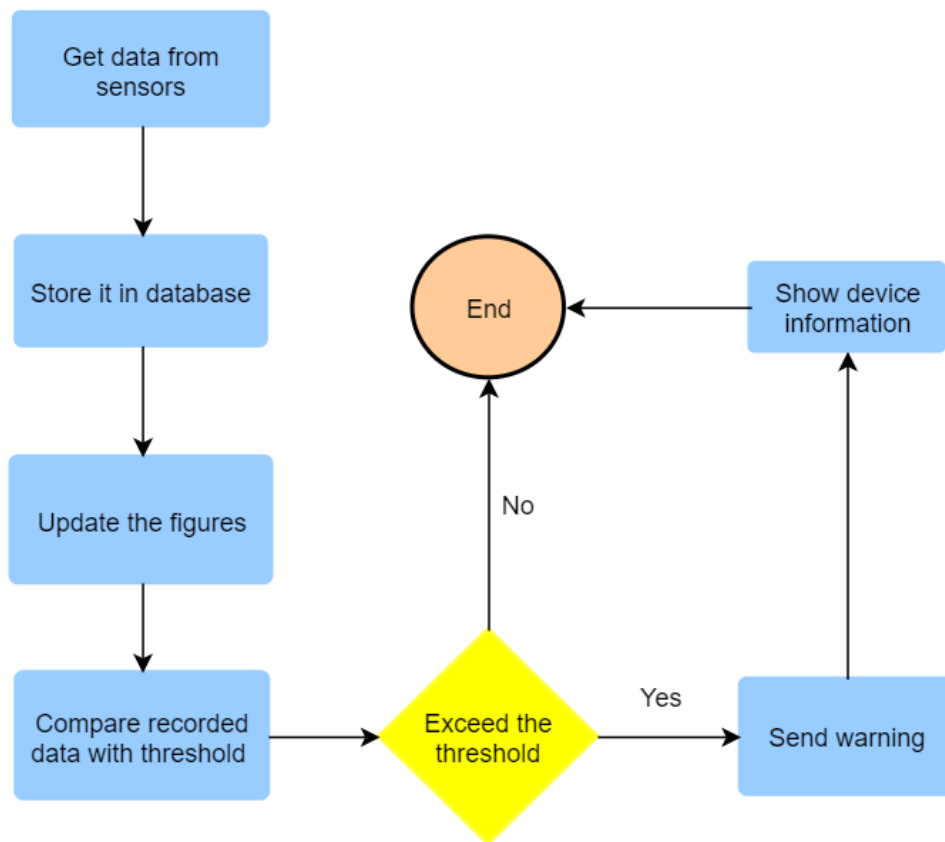 Get data from
sensors
Store it in database
Update the figures
Compare recorded
data with threshold
Exceed the
threshold
No
End
Yes
Send warning
Show device
information